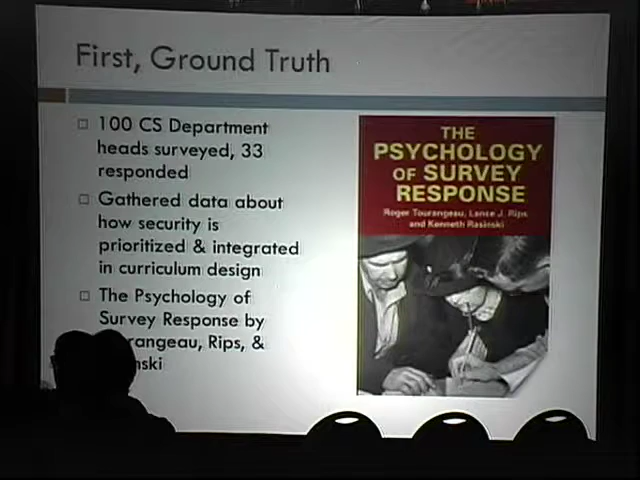 First, Ground Truth
100 CS Department
heads surveyed, 33
responded
Gathered data about
how security is
prioritized & integrated
in curriculum design
The Psychology of
Survey Response by
rangeau, Rips, &
nski
THE
PSYCHOLOGY
OF SURVEY
RESPONSE
Roger Tourangeau, Lance J. Rips
and Kenneth Rasinski